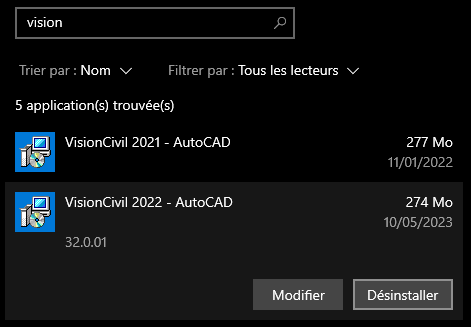 vision
Trier par : Nom Filtrer par : Tous les lecteurs
5 application(s) trouvée(s)
VisionCivil 2021 - AutoCAD 277 Mo
11/01/2022
VisionCivil 2022 - AutoCAD 274 Mo
10/05/2023
32.0.01
Modifier Désinstaller